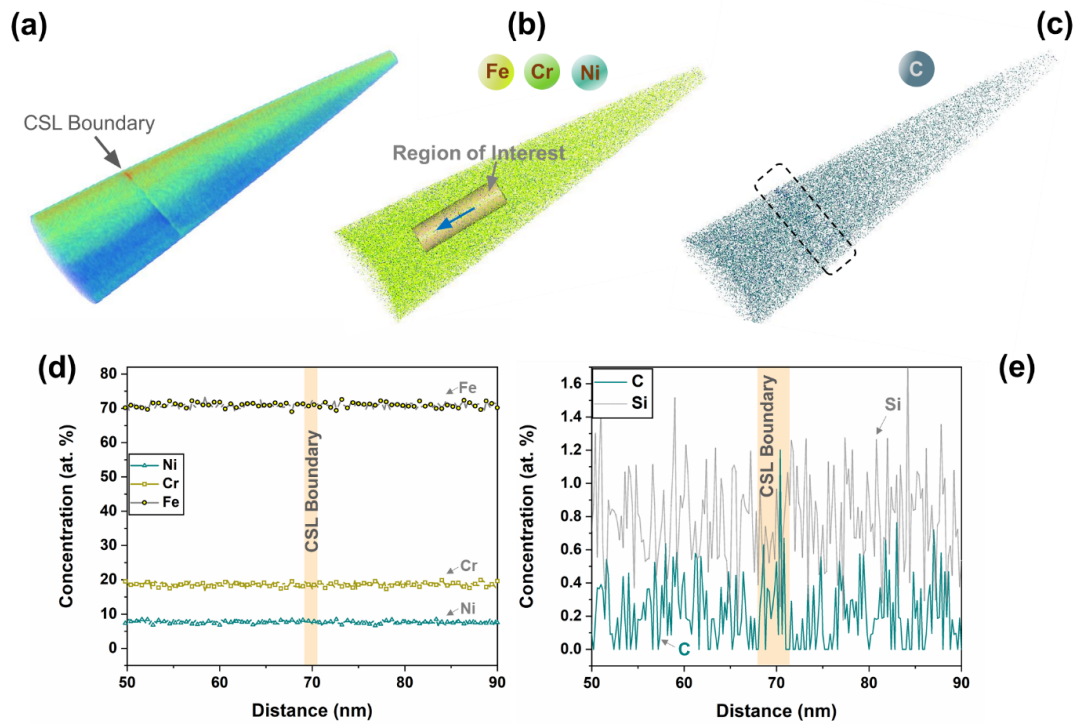 (a)
(b)
(c)
Fe Cr Ni
C
CSL Boundary
Region of Interest
(d)
Concentration (at. %)
80
70
60
50
40
30
20
10
0
Fe
Ni
Cr
Fe
CSL Boundary
Cr
Ni
50 60 70 80 90
Distance (nm)
(e)
Concentration (at. %)
1.6
1.4
1.2
1.0
0.8
0.6
0.4
0.2
0.0
C
Si
CSL Boundary
Si
C
50 60 70 80 90
Distance (nm)